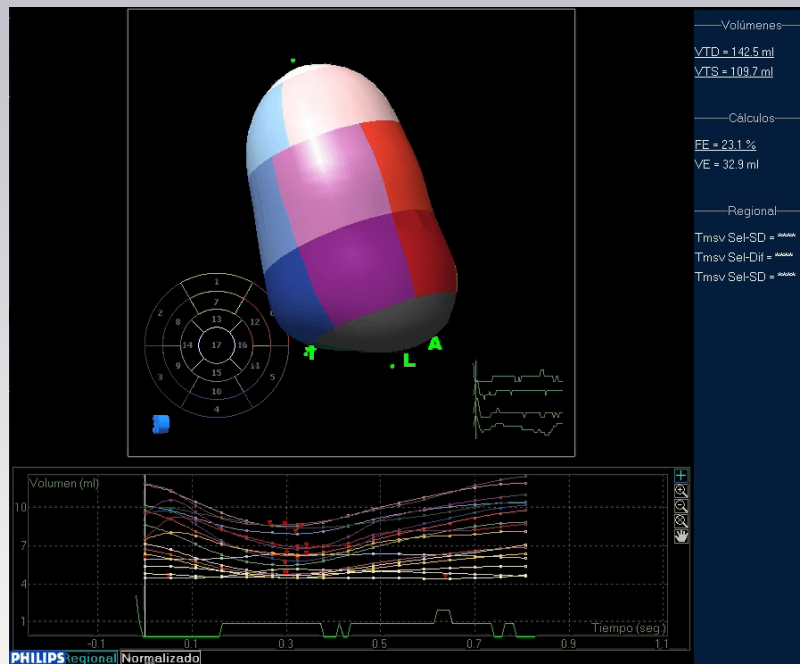 Volúmenes
VTD = 142.5 ml
VTS = 109.7 ml
Cálculos
FE = 23.1 %
VE = 32.9 ml
Regional
Tmsv Sel-SD = ****
Tmsv Sel-Dif = ****
Tmsv Sel-SD = ****
1
2 7 6
8 13 12
14 17 16
9 15 11
3 10 5
4
T L A
Volumen (ml)
10
7
4
1
Tiempo (seg.)
-0.1 0.1 0.3 0.5 0.7 0.9 1.1
PHILIPS Regional Normalizado